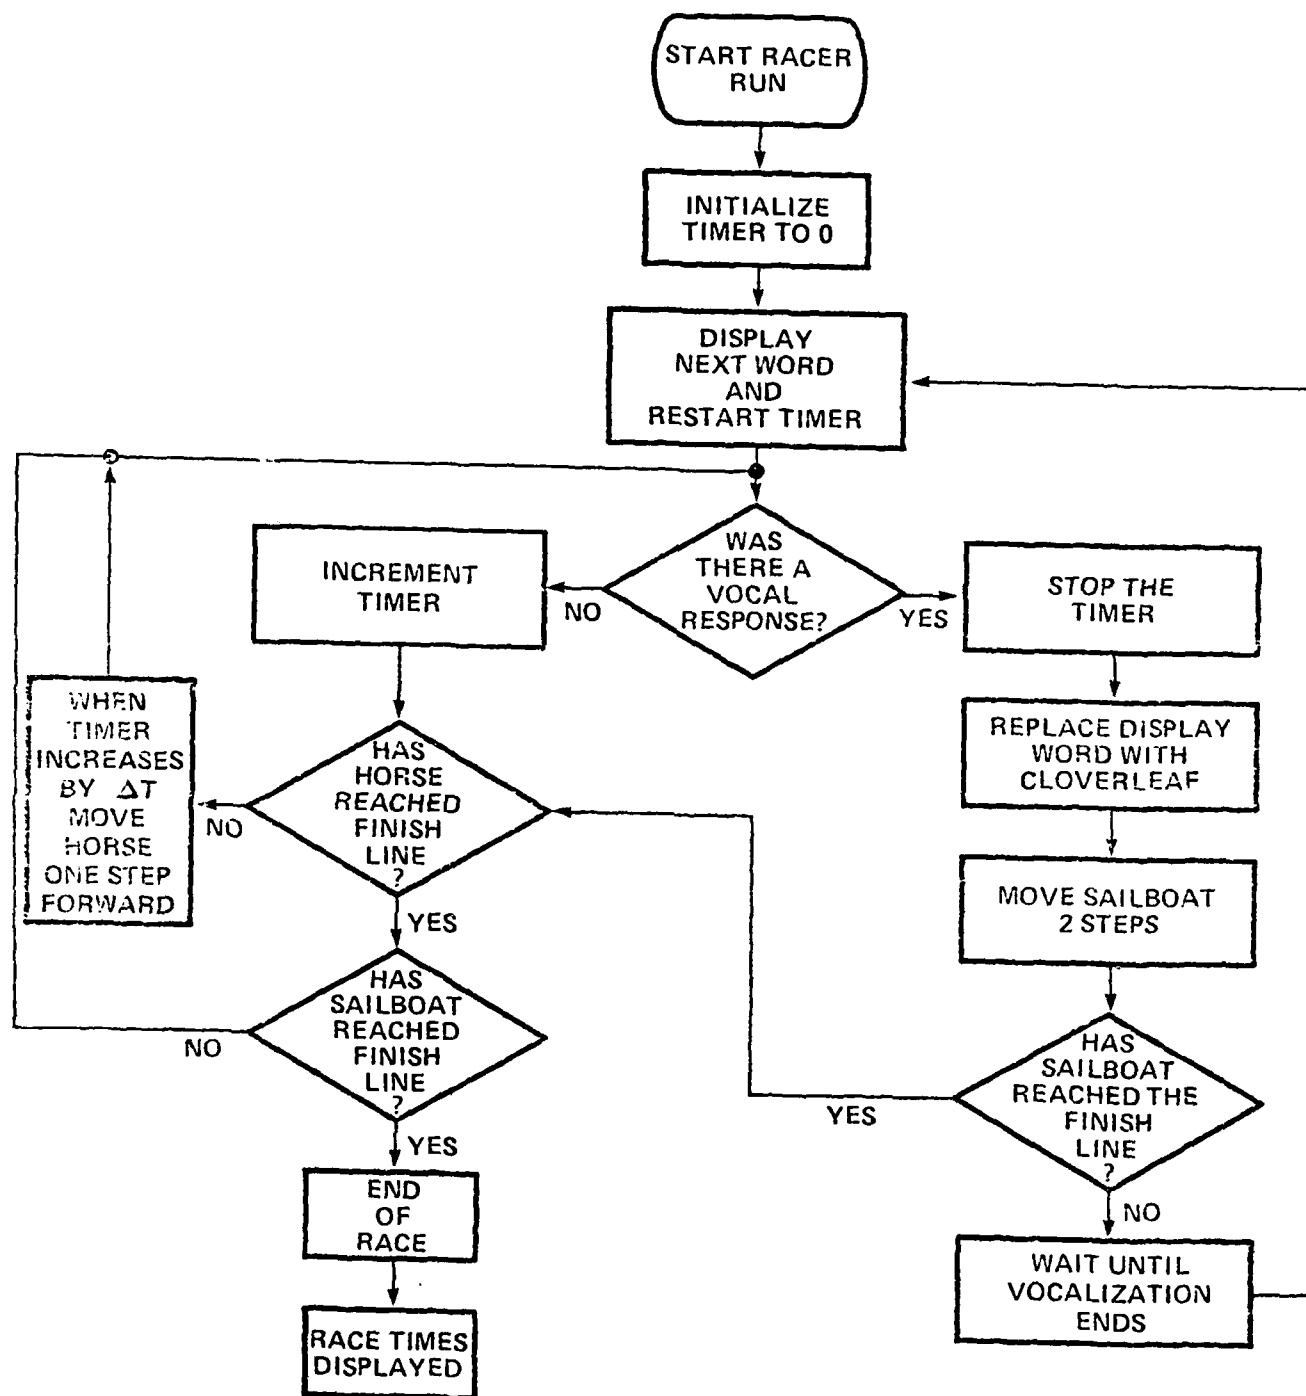 START RACER
RUN
INITIALIZE
TIMER TO 0
DISPLAY
NEXT WORD
AND
RESTART TIMER
WAS
THERE A
VOCAL
RESPONSE?
NO
YES
INCREMENT
TIMER
STOP THE
TIMER
WHEN
TIMER
INCREASES
BY ΔT
MOVE
HORSE
ONE STEP
FORWARD
NO
HAS
HORSE
REACHED
FINISH
LINE
?
YES
REPLACE DISPLAY
WORD WITH
CLOVERLEAF
MOVE SAILBOAT
2 STEPS
HAS
SAILBOAT
REACHED
FINISH
LINE
?
NO
YES
HAS
SAILBOAT
REACHED THE
FINISH
LINE
?
YES
NO
END
OF
RACE
WAIT UNTIL
VOCALIZATION
ENDS
RACE TIMES
DISPLAYED